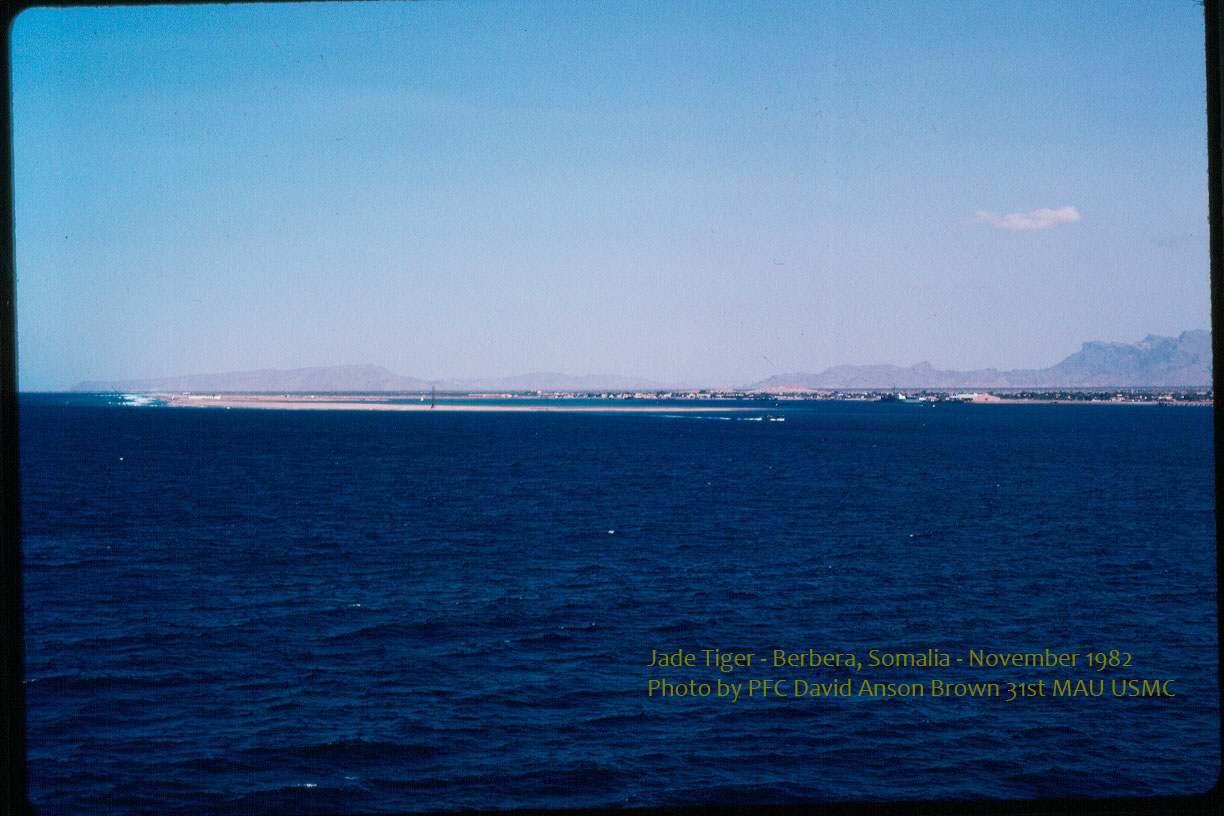 Jade Tiger - Berbera, Somalia - November 1982
Photo by PFC David Anson Brown 31st MAU USMC